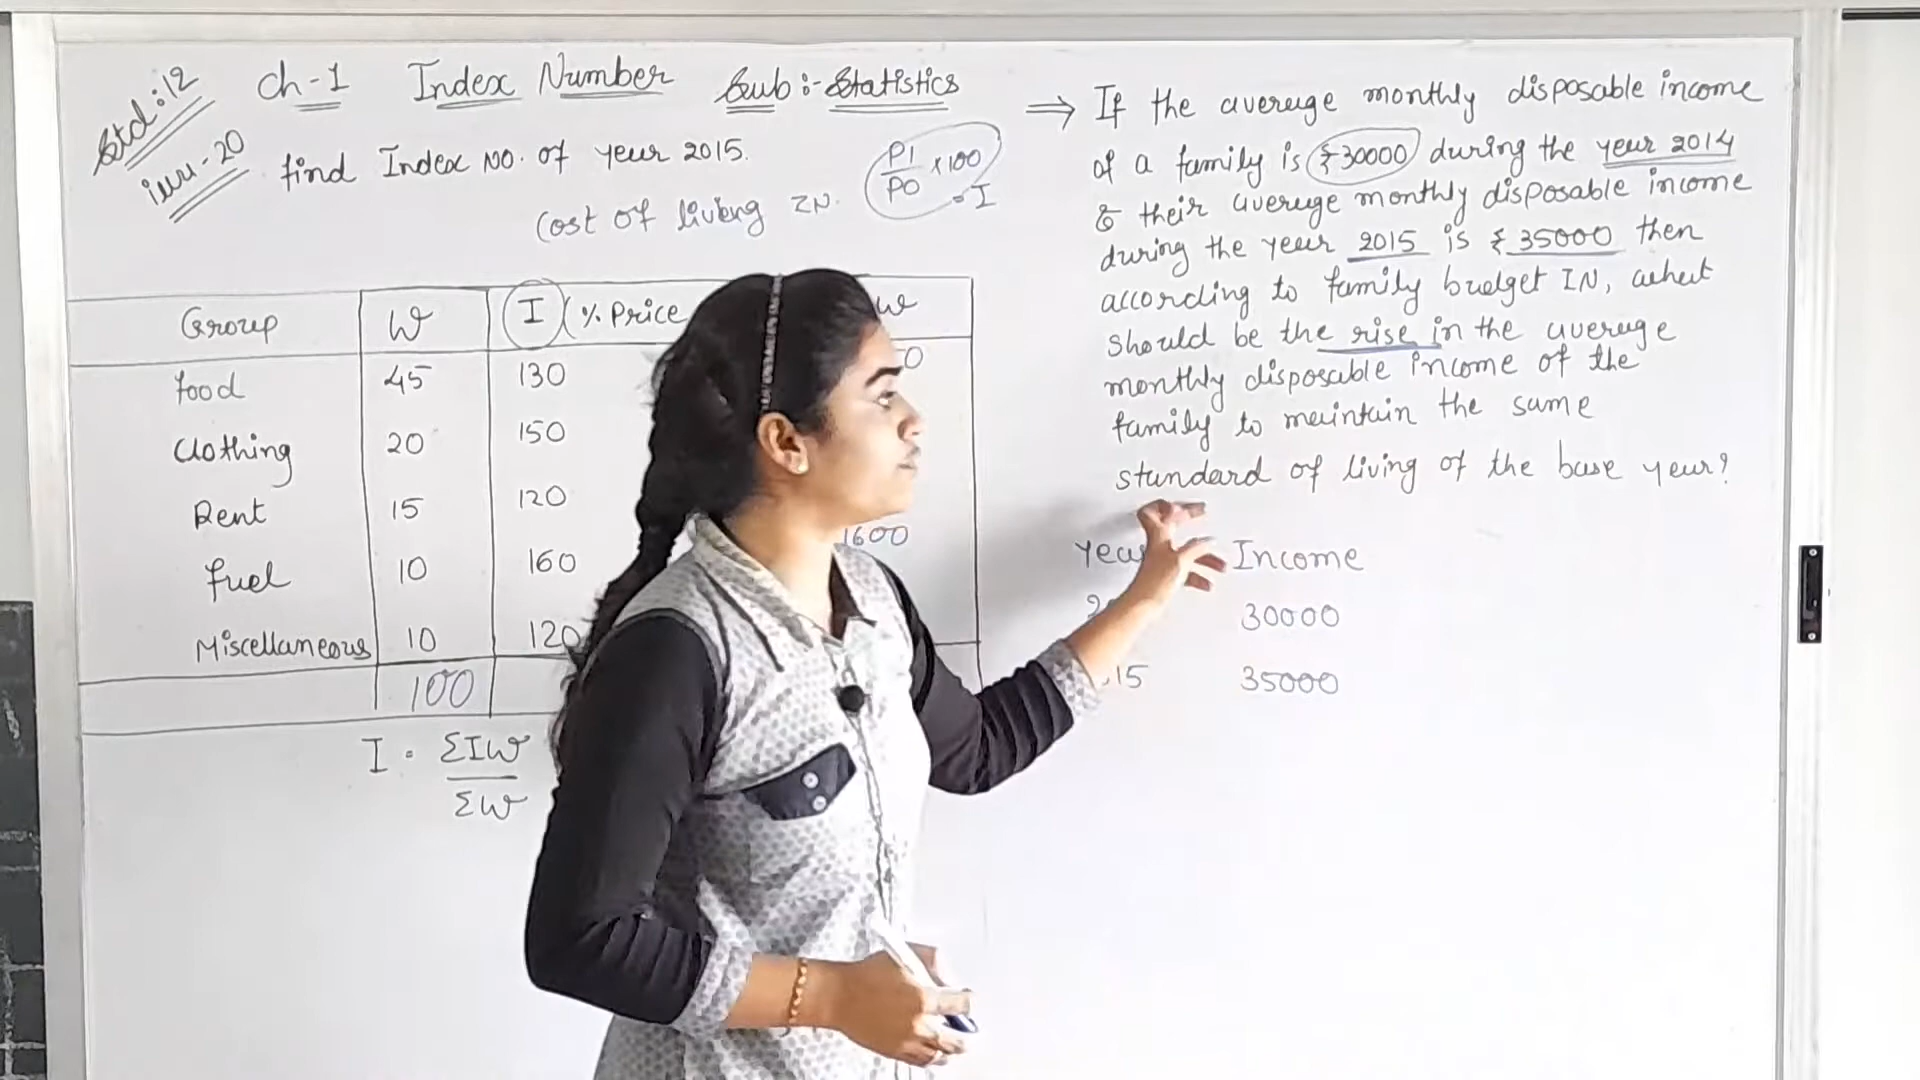 Std:12
Ch-1 Index Number Sub:-Statistics
imu-20
find Index NO. of year 2015.
P1/P0 ×100 = I
Cost of living IN.
Group W I (% Price w
food 45 130 0
Clothing 20 150
Rent 15 120
fuel 10 160 1600
Miscellaneous 10 120
100
I = ΣIW
ΣW
⇒ If the average monthly disposable income
of a family is ₹30000 during the year 2014
& their average monthly disposable income
during the year 2015 is ₹35000 then
according to family budget IN, what
should be the rise in the average
monthly disposable income of the
family to maintain the same
standard of living of the base year?
Year Income
30000
15 35000